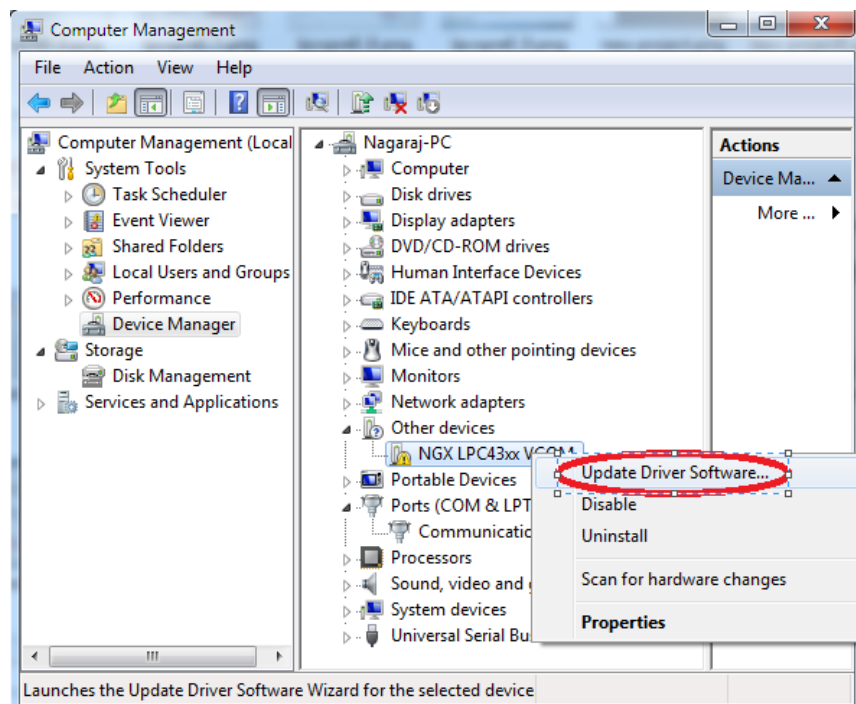 Computer Management
File Action View Help
Computer Management (Local
System Tools
Task Scheduler
Event Viewer
Shared Folders
Local Users and Groups
Performance
Device Manager
Storage
Disk Management
Services and Applications
Nagaraj-PC
Computer
Disk drives
Display adapters
DVD/CD-ROM drives
Human Interface Devices
IDE ATA/ATAPI controllers
Keyboards
Mice and other pointing devices
Monitors
Network adapters
Other devices
NGX LPC43xx VCOM
Portable Devices
Ports (COM & LPT
Communicatio
Processors
Sound, video and
System devices
Universal Serial Bu
Update Driver Software...
Disable
Uninstall
Scan for hardware changes
Properties
Actions
Device Ma...
More ...
Launches the Update Driver Software Wizard for the selected device